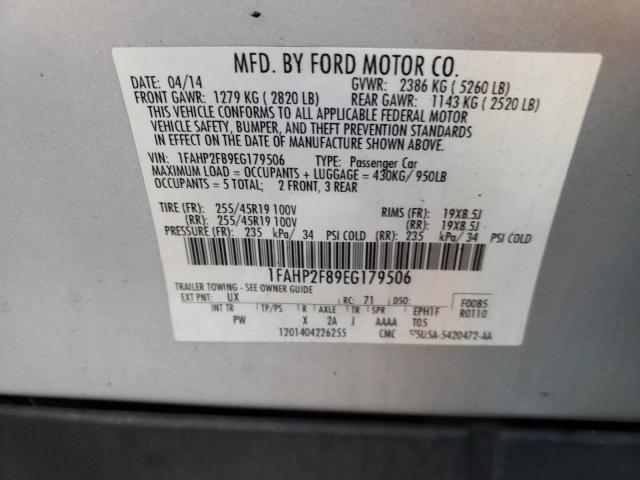 MFD. BY FORD MOTOR CO.
DATE: 04/14 GVWR: 2386 KG ( 5260 LB)
FRONT GAWR: 1279 KG ( 2820 LB) REAR GAWR: 1143 KG ( 2520 LB)
THIS VEHICLE CONFORMS TO ALL APPLICABLE FEDERAL MOTOR
VEHICLE SAFETY, BUMPER, AND THEFT PREVENTION STANDARDS
IN EFFECT ON THE DATE OF MANUFACTURE SHOWN ABOVE.
VIN: 1FAHP2F89EG179506 TYPE: Passenger Car
MAXIMUM LOAD = OCCUPANTS + LUGGAGE = 430KG/ 950LB
OCCUPANTS = 5 TOTAL; 2 FRONT, 3 REAR
TIRE (FR): 255/45R19 100V RIMS (FR): 19X8.5J
(RR): 255/45R19 100V (RR): 19X8.5J
PRESSURE (FR): 235 kPa/ 34 PSI COLD (RR): 235 kPa/ 34 PSI COLD
1FAHP2F89EG179506
TRAILER TOWING - SEE OWNER GUIDE
EXT PNT: UX RC: 71 DSO: F0085
INT TR TP/PS R AXLE TR SPR EPH1F R0110
PW X 2A J AAAA T05
1201404226255 CMC 5U5A-5420472-AA